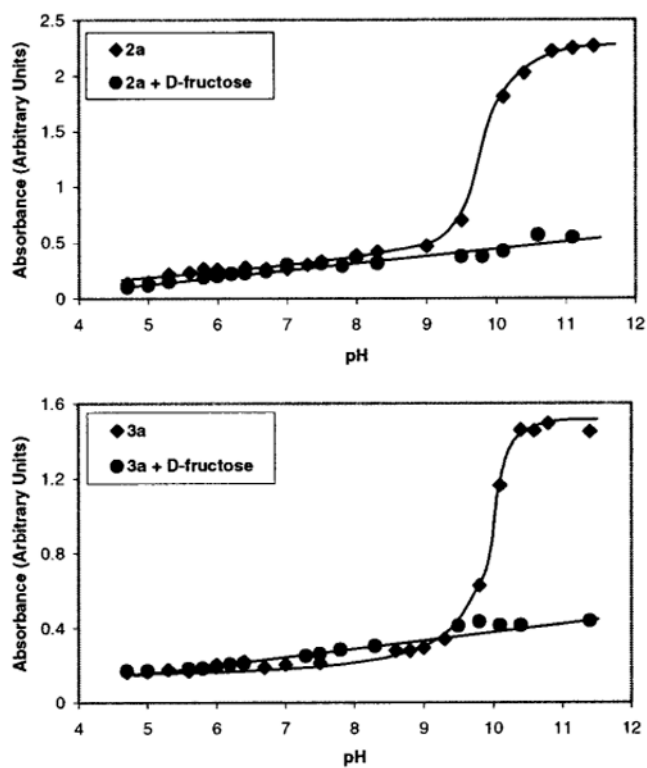 2.5
2
1.5
1
0.5
0
Absorbance (Arbitrary Units)
2a
2a + D-fructose
4 5 6 7 8 9 10 11 12
pH
1.6
1.2
0.8
0.4
0
Absorbance (Arbitrary Units)
3a
3a + D-fructose
4 5 6 7 8 9 10 11 12
pH